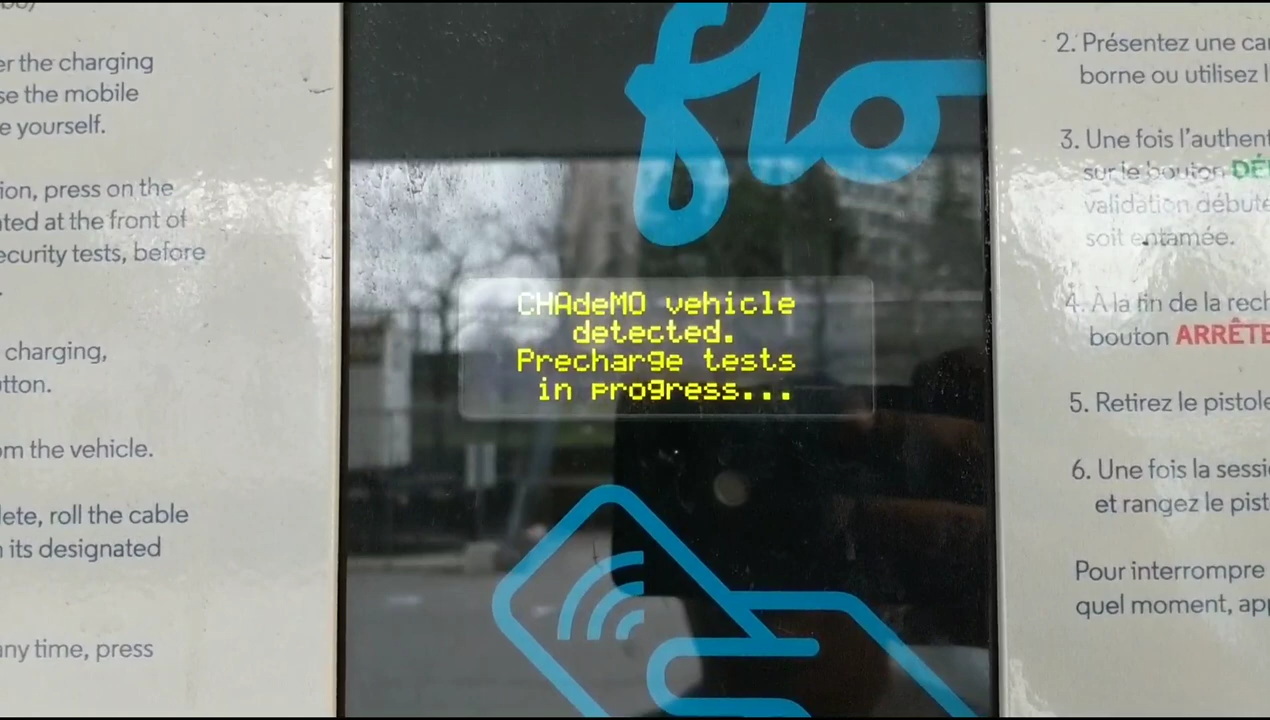 er the charging
se the mobile
e yourself.
ion, press on the
ated at the front of
ecurity tests, before
charging,
tton.
om the vehicle.
lete, roll the cable
its designated
any time, press
flo
CHAdeMO vehicle
detected.
Precharge tests
in progress...
2. Présentez une ca
borne ou utilisez l
3. Une fois l'authent
sur le bouton DÉ
validation débute
soit entamée.
4. À la fin de la rech
bouton ARRÊTE
5. Retirez le pistole
6. Une fois la sessi
et rangez le pist
Pour interrompre
quel moment, app